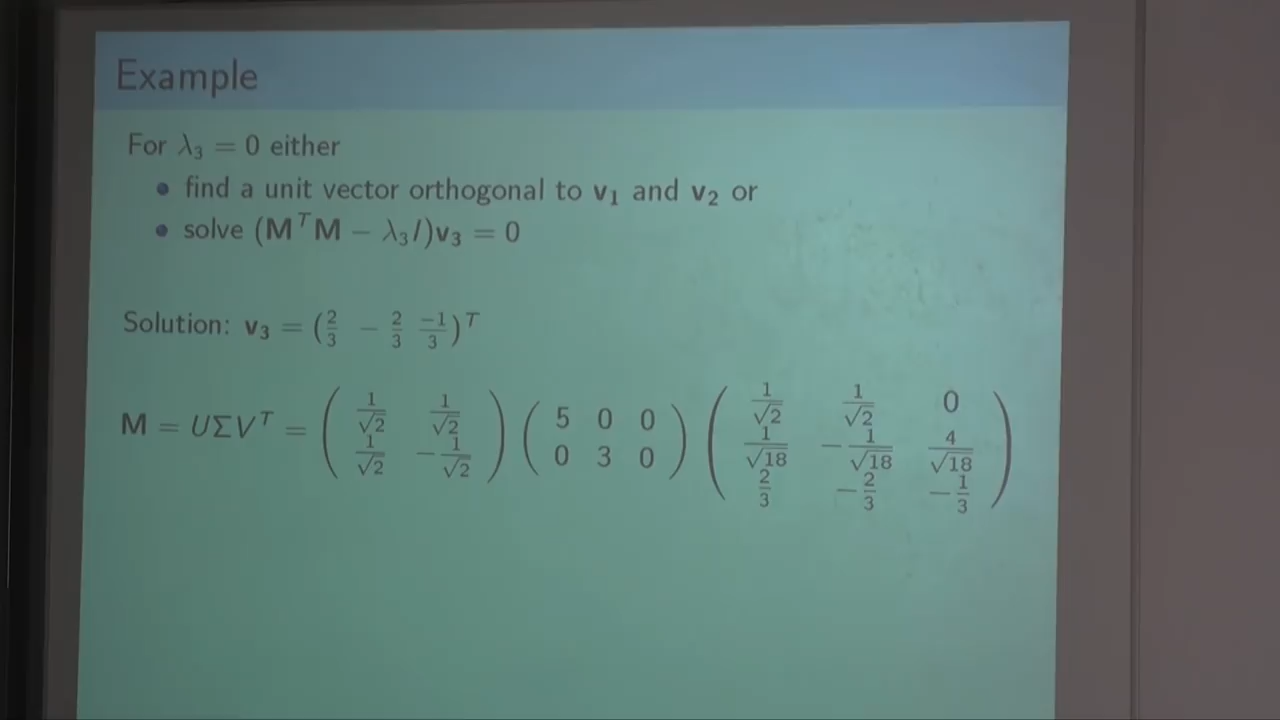 Example
For λ₃ = 0 either
• find a unit vector orthogonal to v₁ and v₂ or
• solve (MᵀM − λ₃I)v₃ = 0
Solution: v₃ = (2/3 − 2/3 −1/3)ᵀ
M = UΣVᵀ = ( 1/√2 1/√2 ; 1/√2 −1/√2 ) ( 5 0 0 ; 0 3 0 ) ( 1/√2 1/√2 0 ; 1/√18 −1/√18 4/√18 ; 2/3 −2/3 −1/3 )